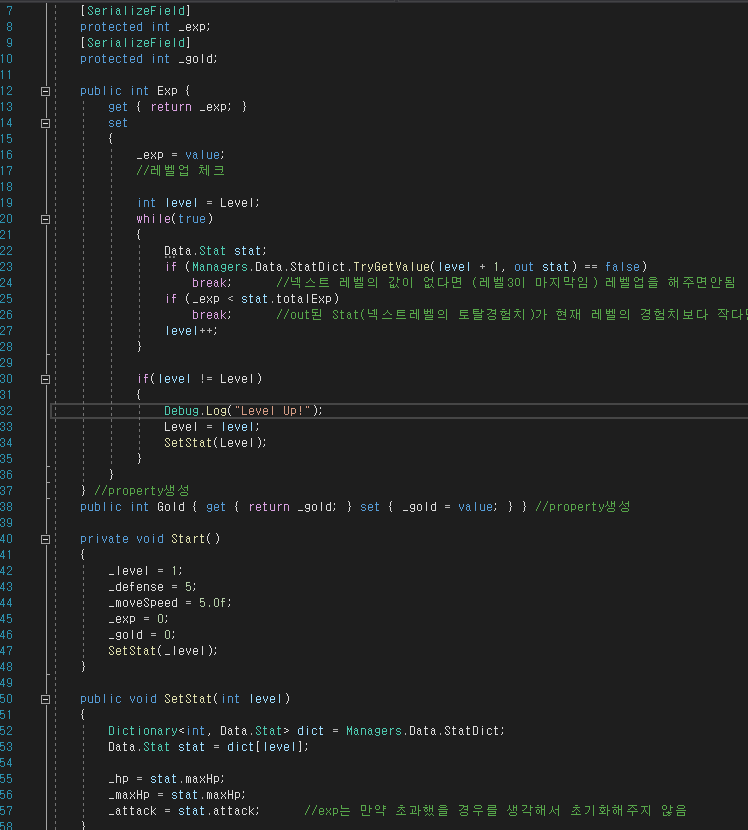 7 [SerializeField]
8 protected int _exp;
9 [SerializeField]
10 protected int _gold;
11
12 public int Exp {
13 get { return _exp; }
14 set
15 {
16 _exp = value;
17 //레벨업 체크
18
19 int level = Level;
20 while(true)
21 {
22 Data.Stat stat;
23 if (Managers.Data.StatDict.TryGetValue(level + 1, out stat) == false)
24 break; //넥스트 레벨의 값이 없다면 (레벨3이 마지막임) 레벨업을 해주면안됨
25 if (_exp < stat.totalExp)
26 break; //out된 Stat(넥스트레벨의 토탈경험치)가 현재 레벨의 경험치보다 작다면
27 level++;
28 }
29
30 if(level != Level)
31 {
32 Debug.Log("Level Up!");
33 Level = level;
34 SetStat(Level);
35 }
36 }
37 } //property생성
38 public int Gold { get { return _gold; } set { _gold = value; } } //property생성
39
40 private void Start()
41 {
42 _level = 1;
43 _defense = 5;
44 _moveSpeed = 5.0f;
45 _exp = 0;
46 _gold = 0;
47 SetStat(_level);
48 }
49
50 public void SetStat(int level)
51 {
52 Dictionary<int, Data.Stat> dict = Managers.Data.StatDict;
53 Data.Stat stat = dict[level];
54
55 _hp = stat.maxHp;
56 _maxHp = stat.maxHp;
57 _attack = stat.attack; //exp는 만약 초과했을 경우를 생각해서 초기화해주지 않음
58 }